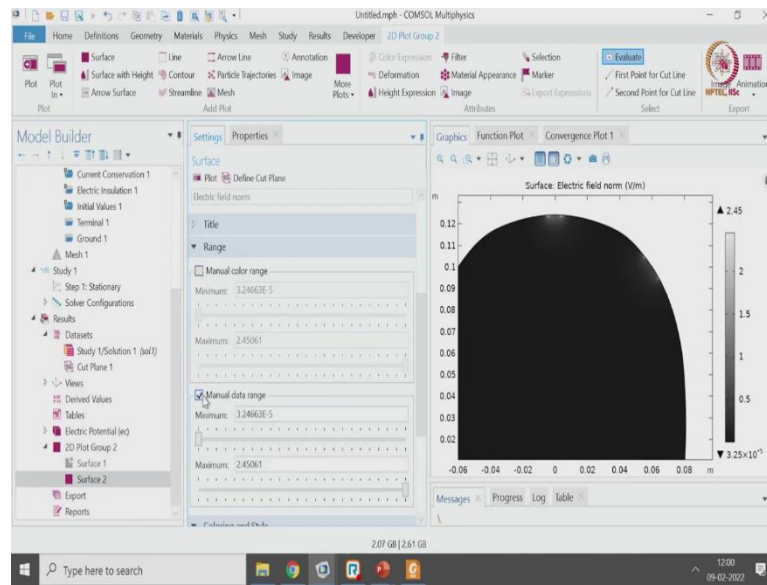 Untitled.mph - COMSOL Multiphysics
File Home Definitions Geometry Materials Physics Mesh Study Results Developer 2D Plot Group 2
Plot
Plot In
Plot
Surface
Surface with Height
Arrow Surface
Line
Contour
Streamline
Arrow Line
Particle Trajectories
Mesh
Annotation
Image
More Plots
Add Plot
Color Expression
Deformation
Height Expression
Filter
Material Appearance
Image
Selection
Marker
Export Expressions
Attributes
Evaluate
First Point for Cut Line
Second Point for Cut Line
Select
Image
Animation
NPTEL, IISc
Export
Model Builder
Current Conservation 1
Electric Insulation 1
Initial Values 1
Terminal 1
Ground 1
Mesh 1
Study 1
Step 1: Stationary
Solver Configurations
Results
Datasets
Study 1/Solution 1 (sol1)
Cut Plane 1
Views
Derived Values
Tables
Electric Potential (ec)
2D Plot Group 2
Surface 1
Surface 2
Export
Reports
Settings Properties
Surface
Plot Define Cut Plane
Electric field norm
Title
Range
Manual color range
Minimum: 3.24663E-5
Maximum: 2.45061
Manual data range
Minimum: 3.24663E-5
Maximum: 2.45061
Coloring and Style
Graphics Function Plot Convergence Plot 1
m
Surface: Electric field norm (V/m)
0.12
0.11
0.1
0.09
0.08
0.07
0.06
0.05
0.04
0.03
0.02
-0.06 -0.04 -0.02 0 0.02 0.04 0.06 0.08 m
▲ 2.45
2
1.5
1
0.5
▼ 3.25×10⁻⁵
Messages Progress Log Table
2.07 GB | 2.61 GB
Type here to search
12:00
09-02-2022